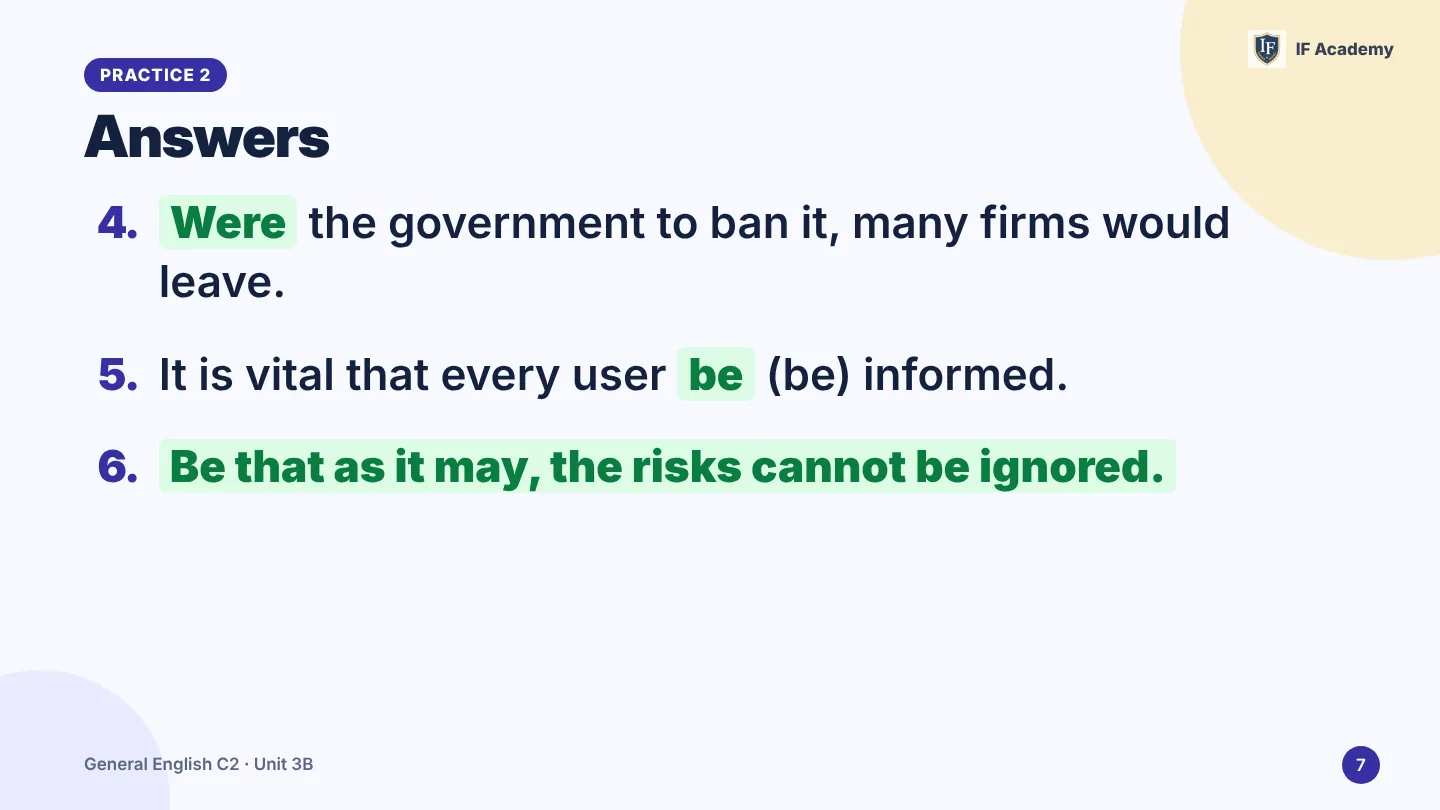 IF IF Academy
PRACTICE 2
Answers
4. Were the government to ban it, many firms would
leave.
5. It is vital that every user be (be) informed.
6. Be that as it may, the risks cannot be ignored.
General English C2 · Unit 3B
7